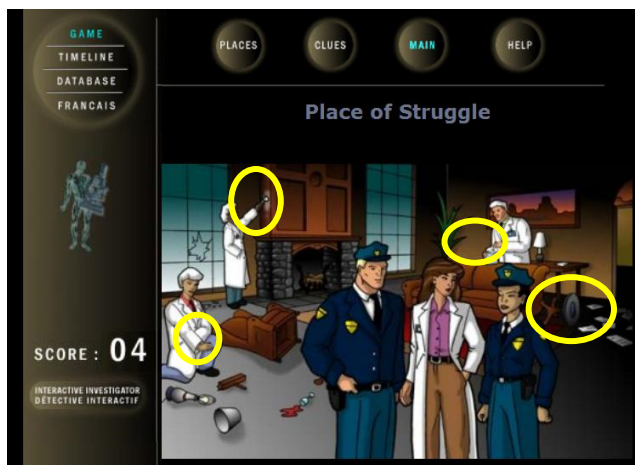 GAME
TIMELINE
DATABASE
FRANCAIS
PLACES
CLUES
MAIN
HELP
Place of Struggle
SCORE : 04
INTERACTIVE INVESTIGATOR
DÉTECTIVE INTERACTIF